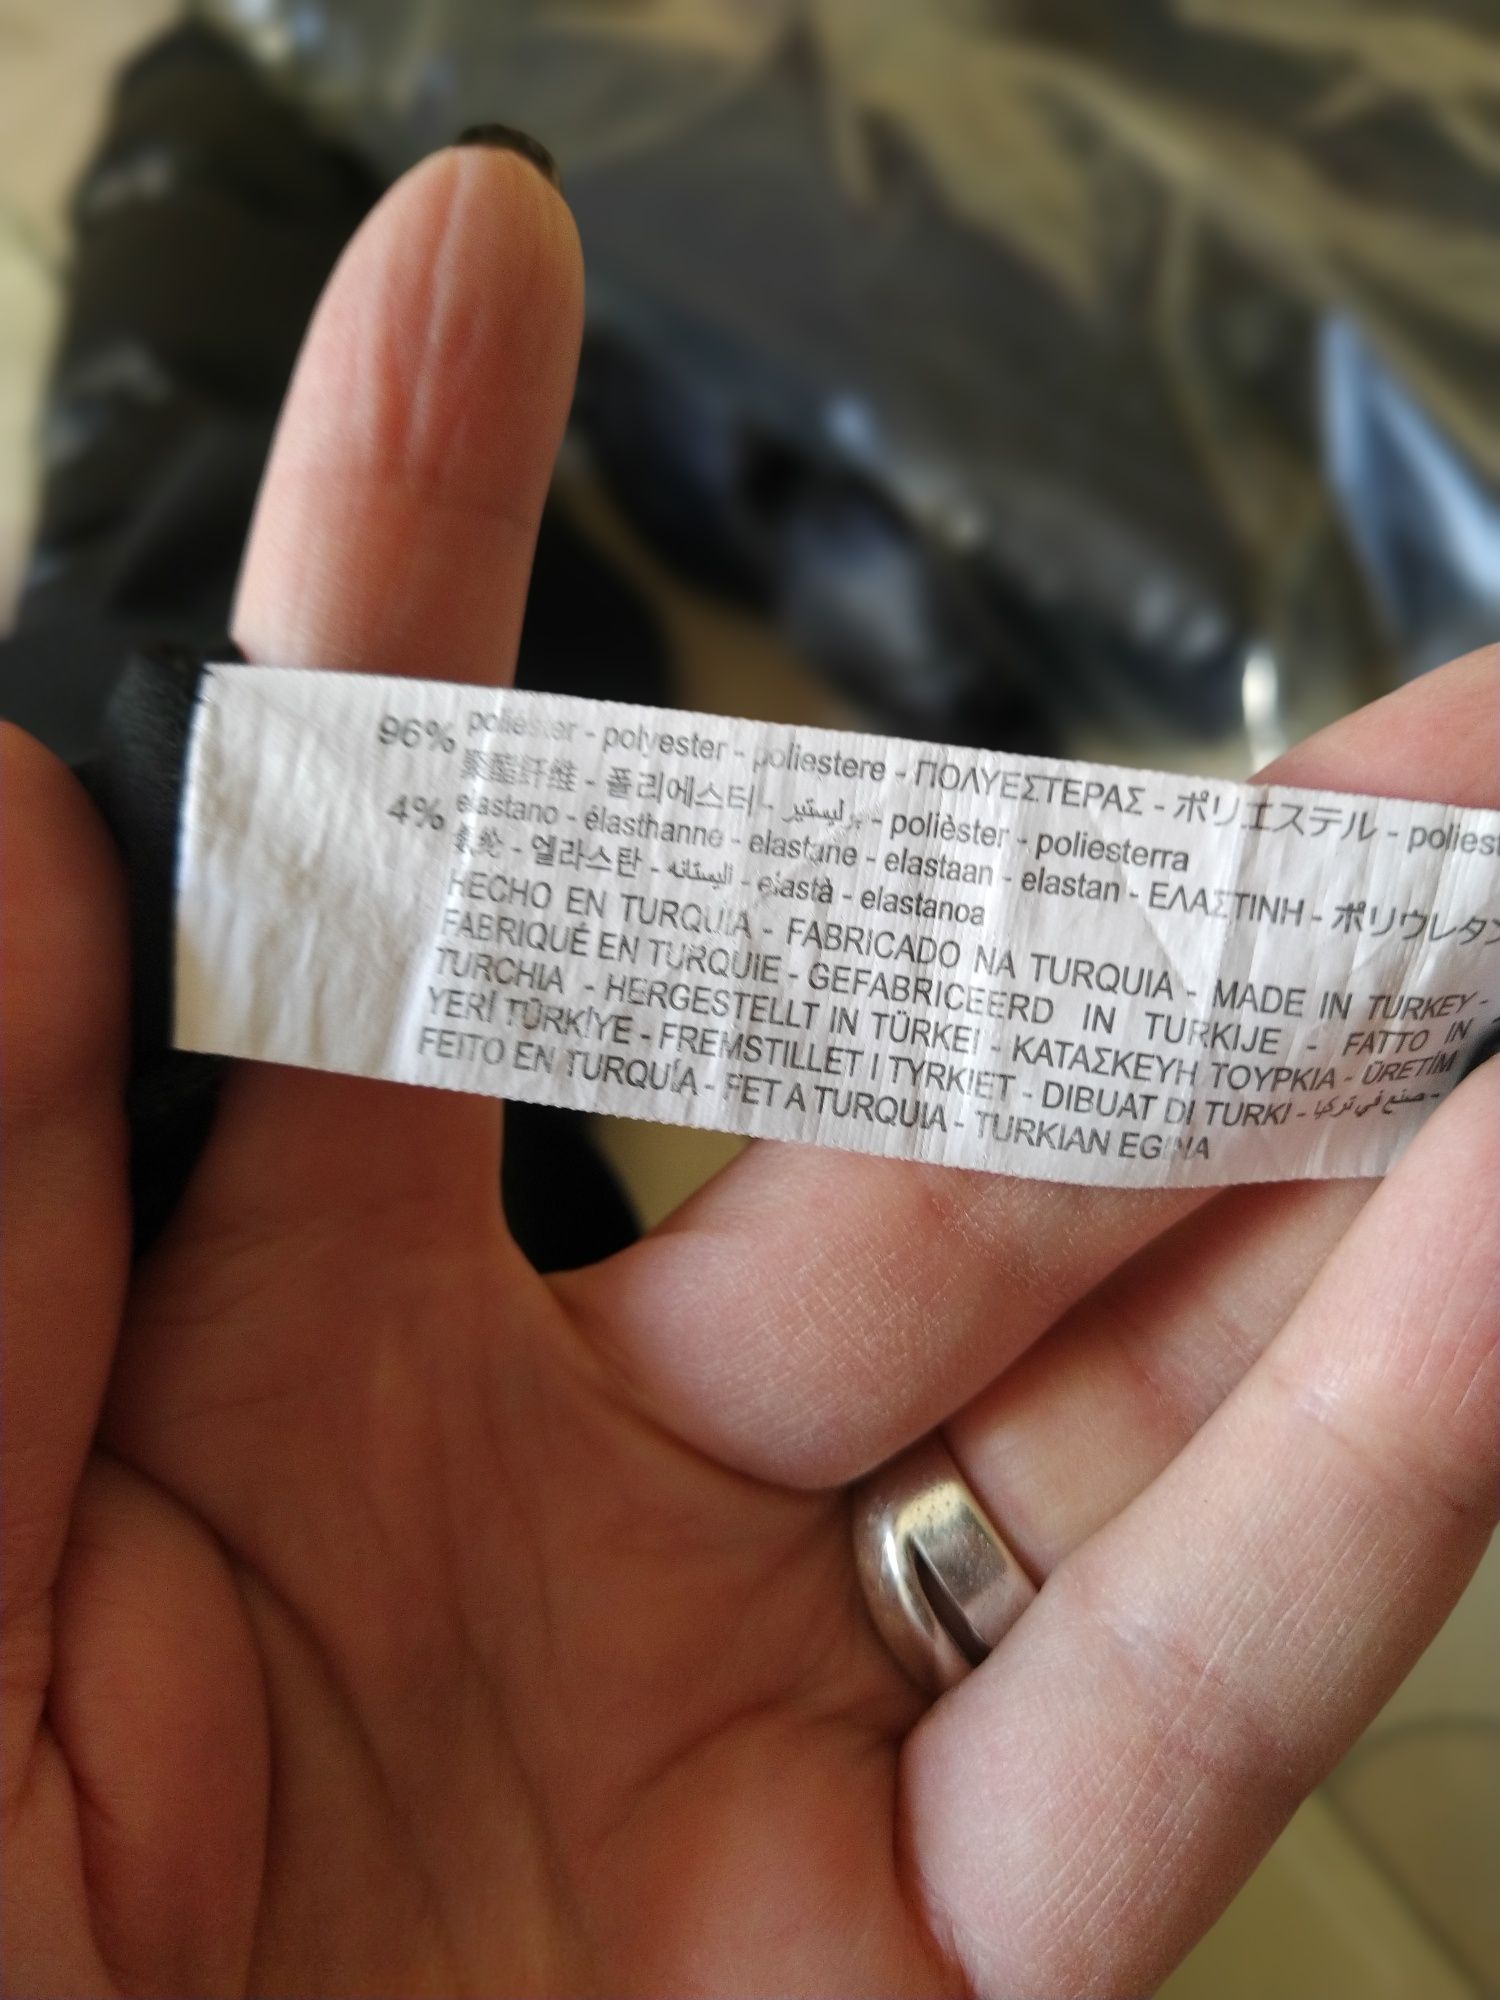 96% poliéster - polyester - poliestere - ΠΟΛΥΕΣΤΕΡΑΣ - ポリエステル - poliest
聚酯纤维 - 폴리에스터 - بوليستير - polièster - poliesterra
4% elastano - élasthanne - elastane - elastaan - elastan - ΕΛΑΣΤΙΝΗ - ポリウレタン
氨纶 - 엘라스탄 - اليستانه - elastà - elastanoa
HECHO EN TURQUIA - FABRICADO NA TURQUIA - MADE IN TURKEY -
FABRIQUÉ EN TURQUIE - GEFABRICEERD IN TURKIJE - FATTO IN
TURCHIA - HERGESTELLT IN TÜRKEI - ΚΑΤΑΣΚΕΥΗ ΤΟΥΡΚΙΑ - ÜRETİM
YERİ TÜRKİYE - FREMSTILLET I TYRKIET - DIBUAT DI TURKI - صنع في تركيا -
FEITO EN TURQUÍA - FET A TURQUIA - TURKIAN EGINA